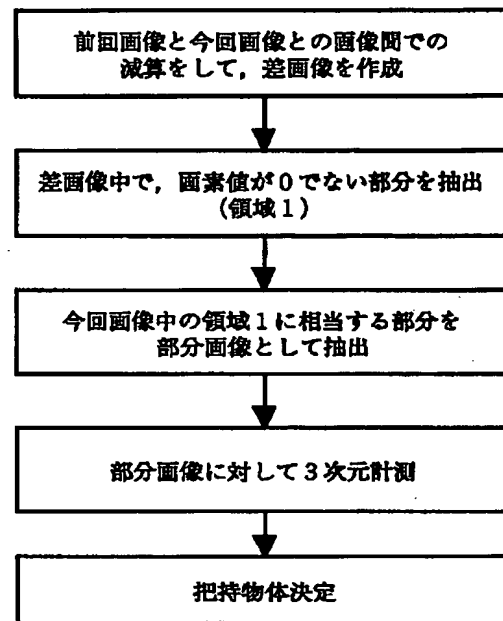 前回画像と今回画像との画像間での
減算をして，差画像を作成
差画像中で，画素値が０でない部分を抽出
（領域１）
今回画像中の領域１に相当する部分を
部分画像として抽出
部分画像に対して３次元計測
把持物体決定